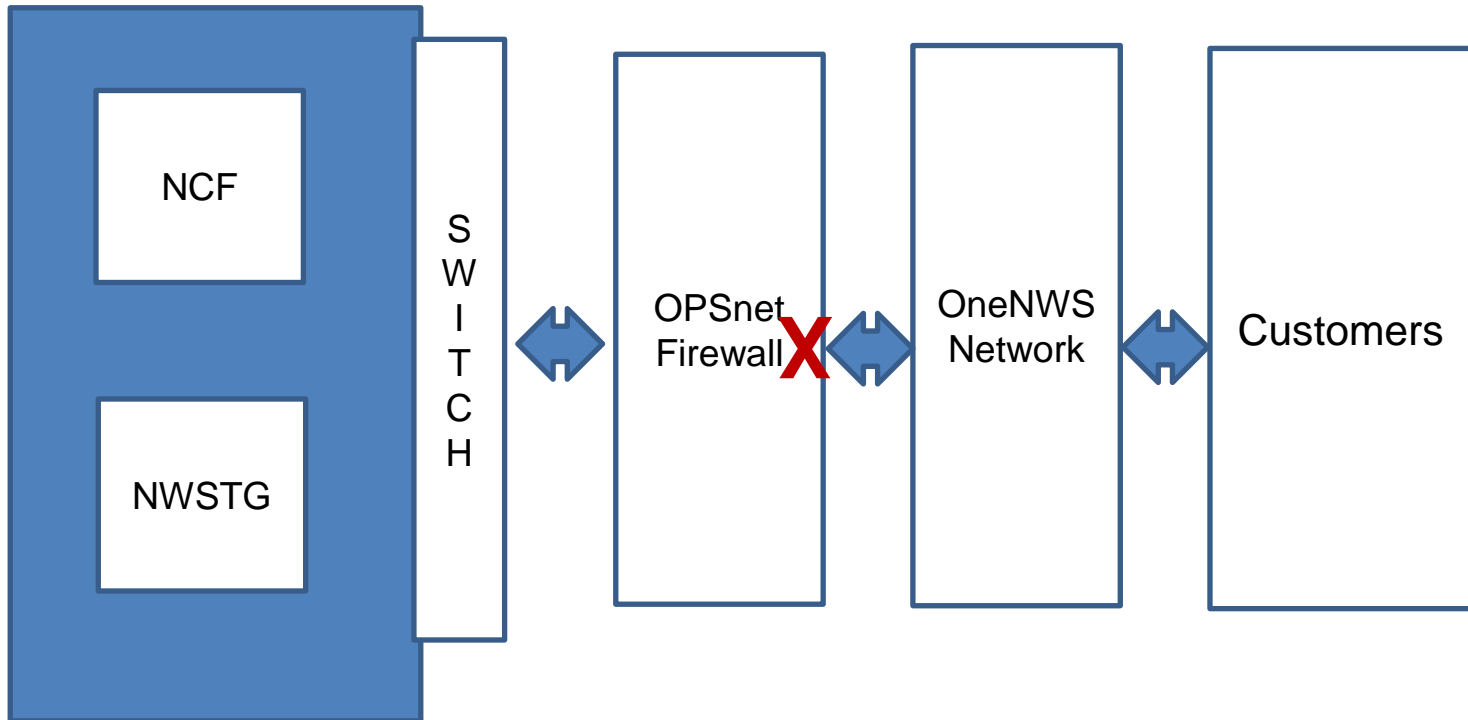 NCF
NWSTG
S
W
I
T
C
H
OPSnet
Firewall
X
OneNWS
Network
Customers